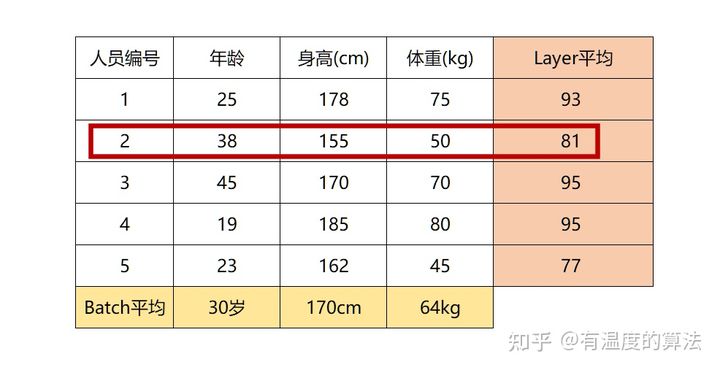 人员编号 年龄 身高(cm) 体重(kg) Layer平均
1 25 178 75 93
2 38 155 50 81
3 45 170 70 95
4 19 185 80 95
5 23 162 45 77
Batch平均 30岁 170cm 64kg
知乎 @有温度的算法